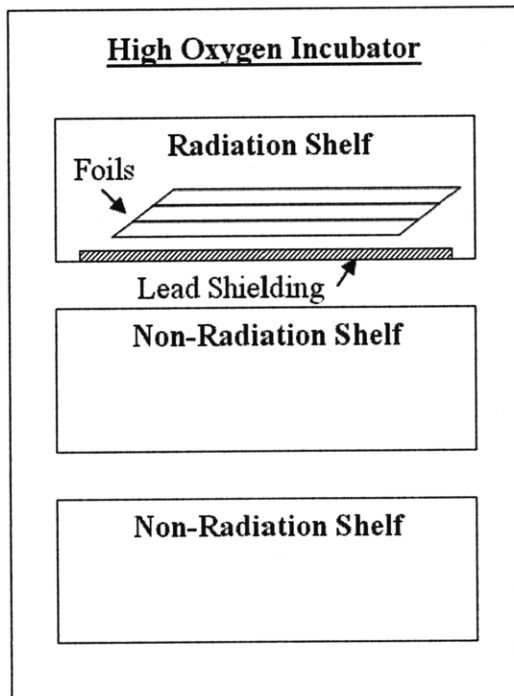 High Oxygen Incubator
Radiation Shelf
Foils
Lead Shielding
Non-Radiation Shelf
Non-Radiation Shelf